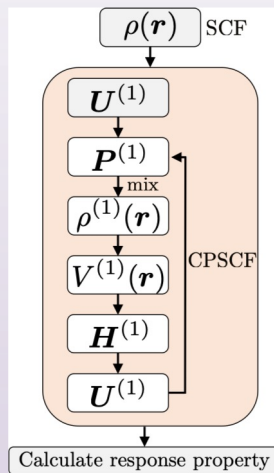 ρ(r) SCF
U⁽¹⁾
P⁽¹⁾
mix
ρ⁽¹⁾(r)
CPSCF
V⁽¹⁾(r)
H⁽¹⁾
U⁽¹⁾
Calculate response property